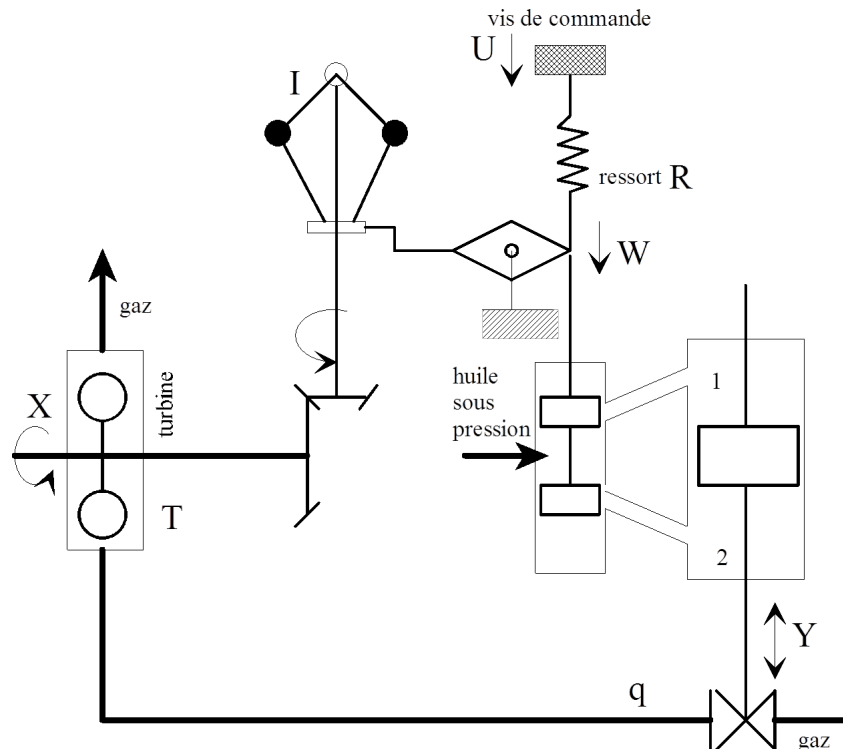 vis de commande
U
I
ressort R
W
gaz
X
turbine
huile
sous
pression
1
T
2
Y
q
gaz